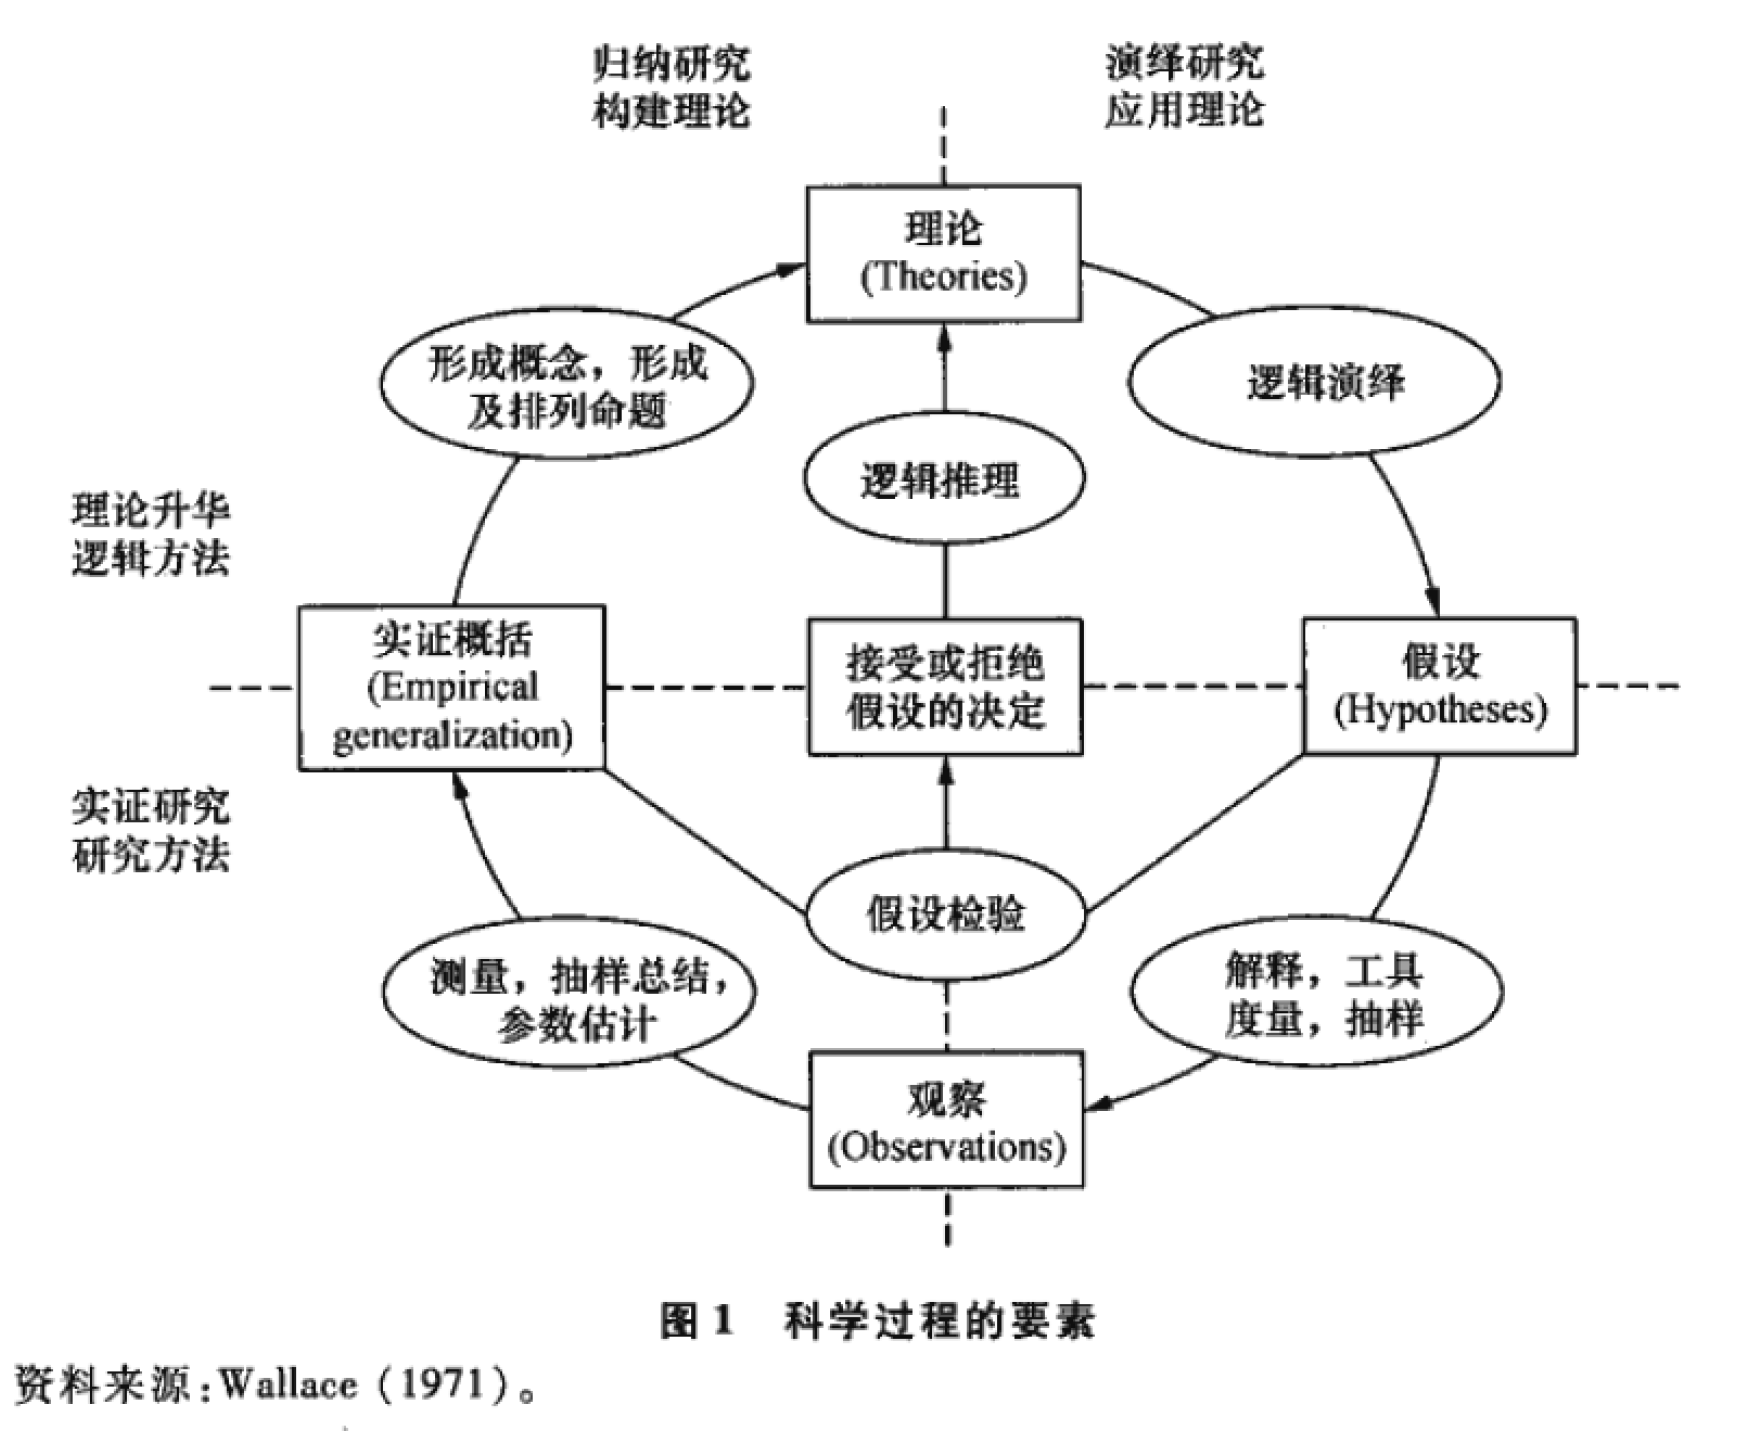 归纳研究
构建理论
演绎研究
应用理论
理论
(Theories)
形成概念，形成
及排列命题
逻辑演绎
逻辑推理
理论升华
逻辑方法
实证概括
(Empirical
generalization)
接受或拒绝
假设的决定
假设
(Hypotheses)
实证研究
研究方法
假设检验
测量，抽样总结，
参数估计
解释，工具
度量，抽样
观察
(Observations)
图1 科学过程的要素
资料来源:Wallace (1971)。